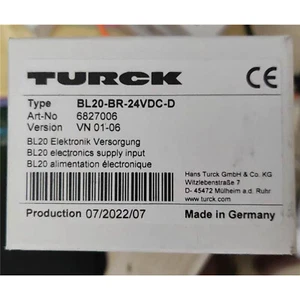 TURCK
CE
Type BL20-BR-24VDC-D
Art-No 6827006
Version VN 01-06
BL20 Elektronik Versorgung
BL20 electronics supply input
BL20 alimentation électronique
Hans Turck GmbH & Co. KG
Witzlebenstraße 7
D- 45472 Mülheim a.d. Ruhr
www.turck.com
Production 07/2022/07
Made in Germany